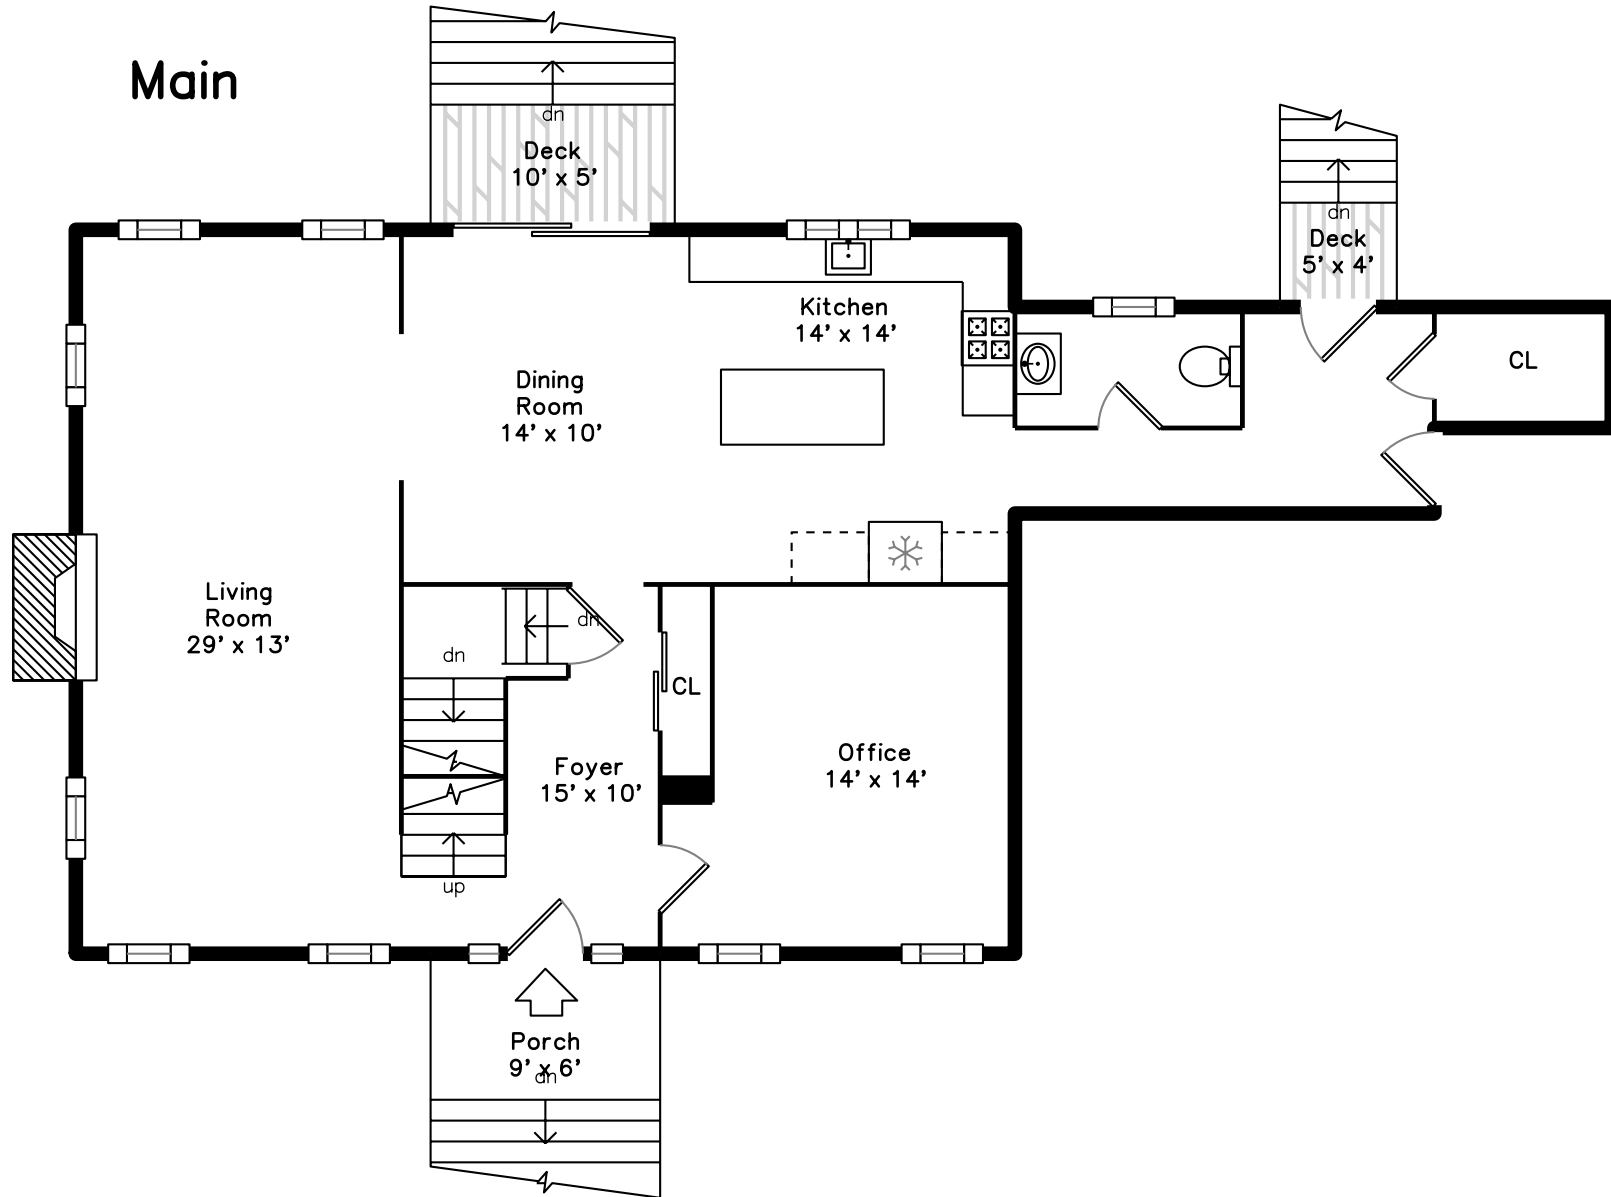 Main
dn
Deck
10' x 5'
dn
Deck
5' x 4'
Kitchen
14' x 14'
CL
Dining
Room
14' x 10'
Living
Room
29' x 13'
dn
dn
CL
Office
14' x 14'
Foyer
15' x 10'
up
Porch
9' x 6'
dn